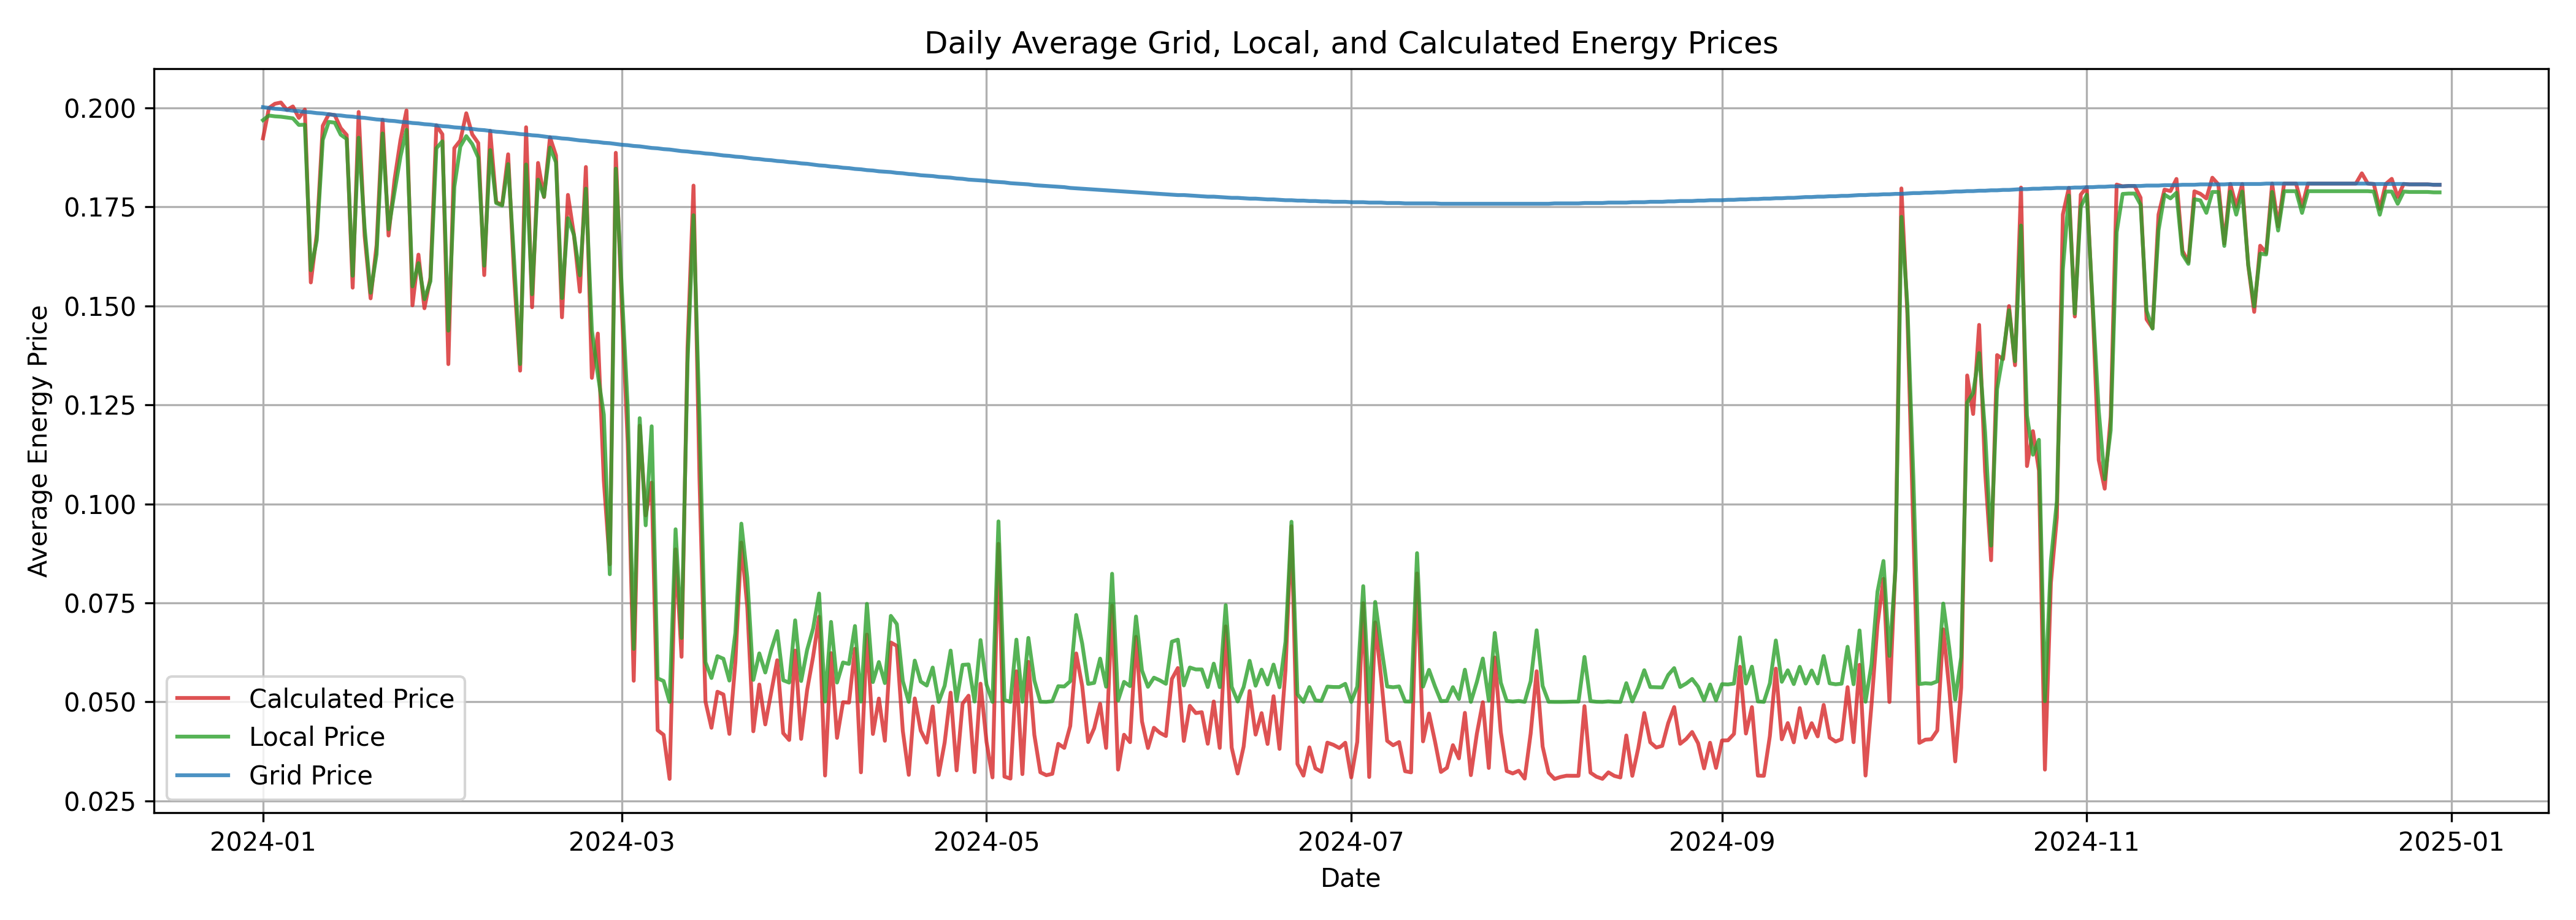 Daily Average Grid, Local, and Calculated Energy Prices
Average Energy Price
0.200
0.175
0.150
0.125
0.100
0.075
0.050
0.025
Calculated Price
Local Price
Grid Price
2024-01
2024-03
2024-05
2024-07
2024-09
2024-11
2025-01
Date